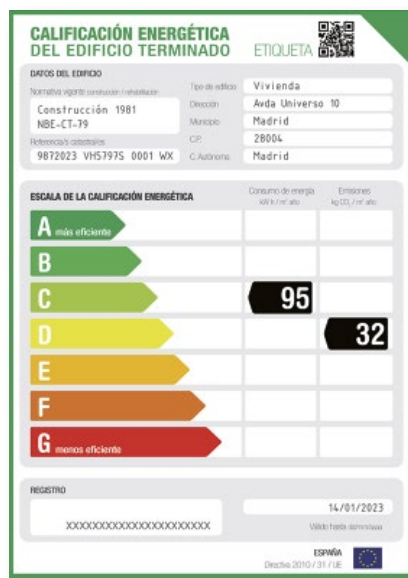 CALIFICACIÓN ENERGÉTICA
DEL EDIFICIO TERMINADO
ETIQUETA
DATOS DEL EDIFICIO
Normativa vigente construcción / rehabilitación
Construcción 1981
NBE-CT-79
Referencia/s catastral/es
9872023 VH5797S 0001 WX
Tipo de edificio Vivienda
Dirección Avda Universo 10
Municipio Madrid
C.P. 28004
C. Autónoma Madrid
ESCALA DE LA CALIFICACIÓN ENERGÉTICA
Consumo de energía
kW h / m² año
Emisiones
kg CO₂ / m² año
A más eficiente
B
C 95
D 32
E
F
G menos eficiente
REGISTRO
XXXXXXXXXXXXXXXXXXXXXX
14/01/2023
Válido hasta dd/mm/aaaa
ESPAÑA
Directiva 2010 / 31 / UE